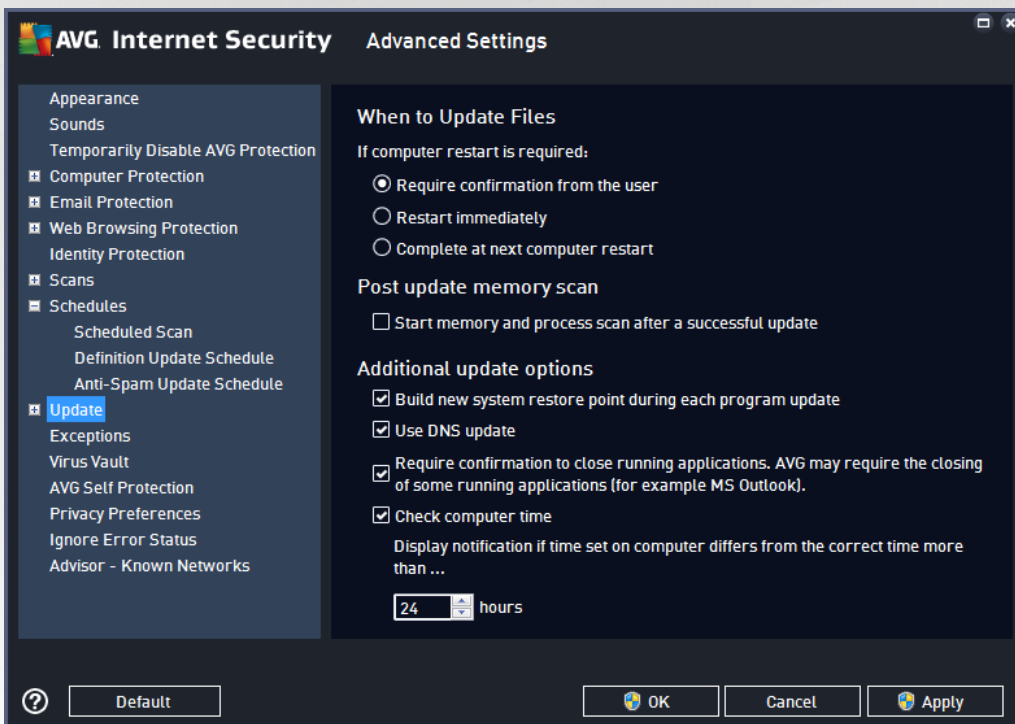 AVG. Internet Security
Advanced Settings
Appearance
Sounds
Temporarily Disable AVG Protection
Computer Protection
Email Protection
Web Browsing Protection
Identity Protection
Scans
Schedules
Scheduled Scan
Definition Update Schedule
Anti-Spam Update Schedule
Update
Exceptions
Virus Vault
AVG Self Protection
Privacy Preferences
Ignore Error Status
Advisor - Known Networks
When to Update Files
If computer restart is required:
Require confirmation from the user
Restart immediately
Complete at next computer restart
Post update memory scan
Start memory and process scan after a successful update
Additional update options
Build new system restore point during each program update
Use DNS update
Require confirmation to close running applications. AVG may require the closing
of some running applications (for example MS Outlook).
Check computer time
Display notification if time set on computer differs from the correct time more
than ...
24 hours
? Default OK Cancel Apply